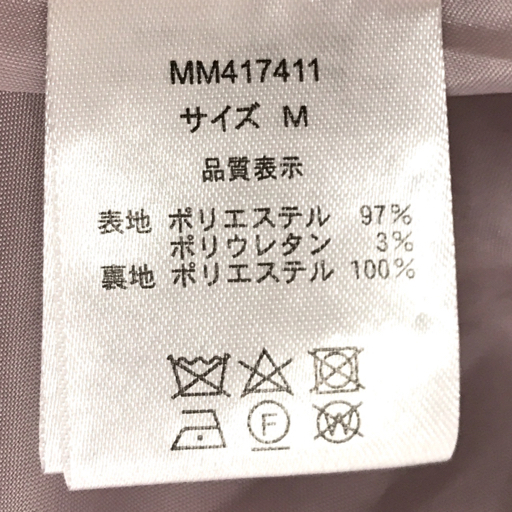 MM417411
サイズ M
品質表示
表地 ポリエステル 97%
ポリウレタン 3%
裏地 ポリエステル 100%
F
W